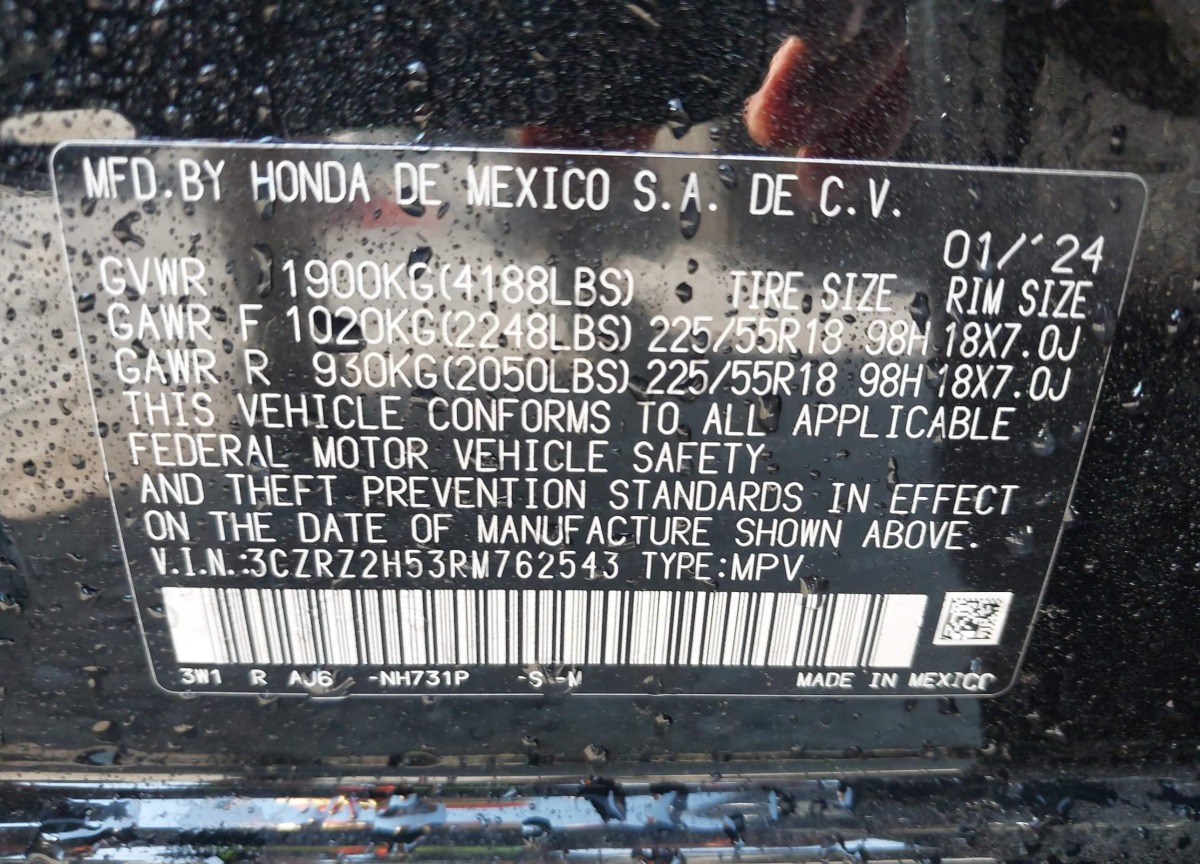 MFD.BY HONDA DE MEXICO S.A. DE C.V.
01/'24
GVWR 1900KG(4188LBS) TIRE SIZE RIM SIZE
GAWR F 1020KG(2248LBS) 225/55R18 98H 18X7.0J
GAWR R 930KG(2050LBS) 225/55R18 98H 18X7.0J
THIS VEHICLE CONFORMS TO ALL APPLICABLE
FEDERAL MOTOR VEHICLE SAFETY
AND THEFT PREVENTION STANDARDS IN EFFECT
ON THE DATE OF MANUFACTURE SHOWN ABOVE.
V.I.N.:3CZRZ2H53RM762543 TYPE:MPV
3W1 R AJ6 -NH731P -S -M MADE IN MEXICO